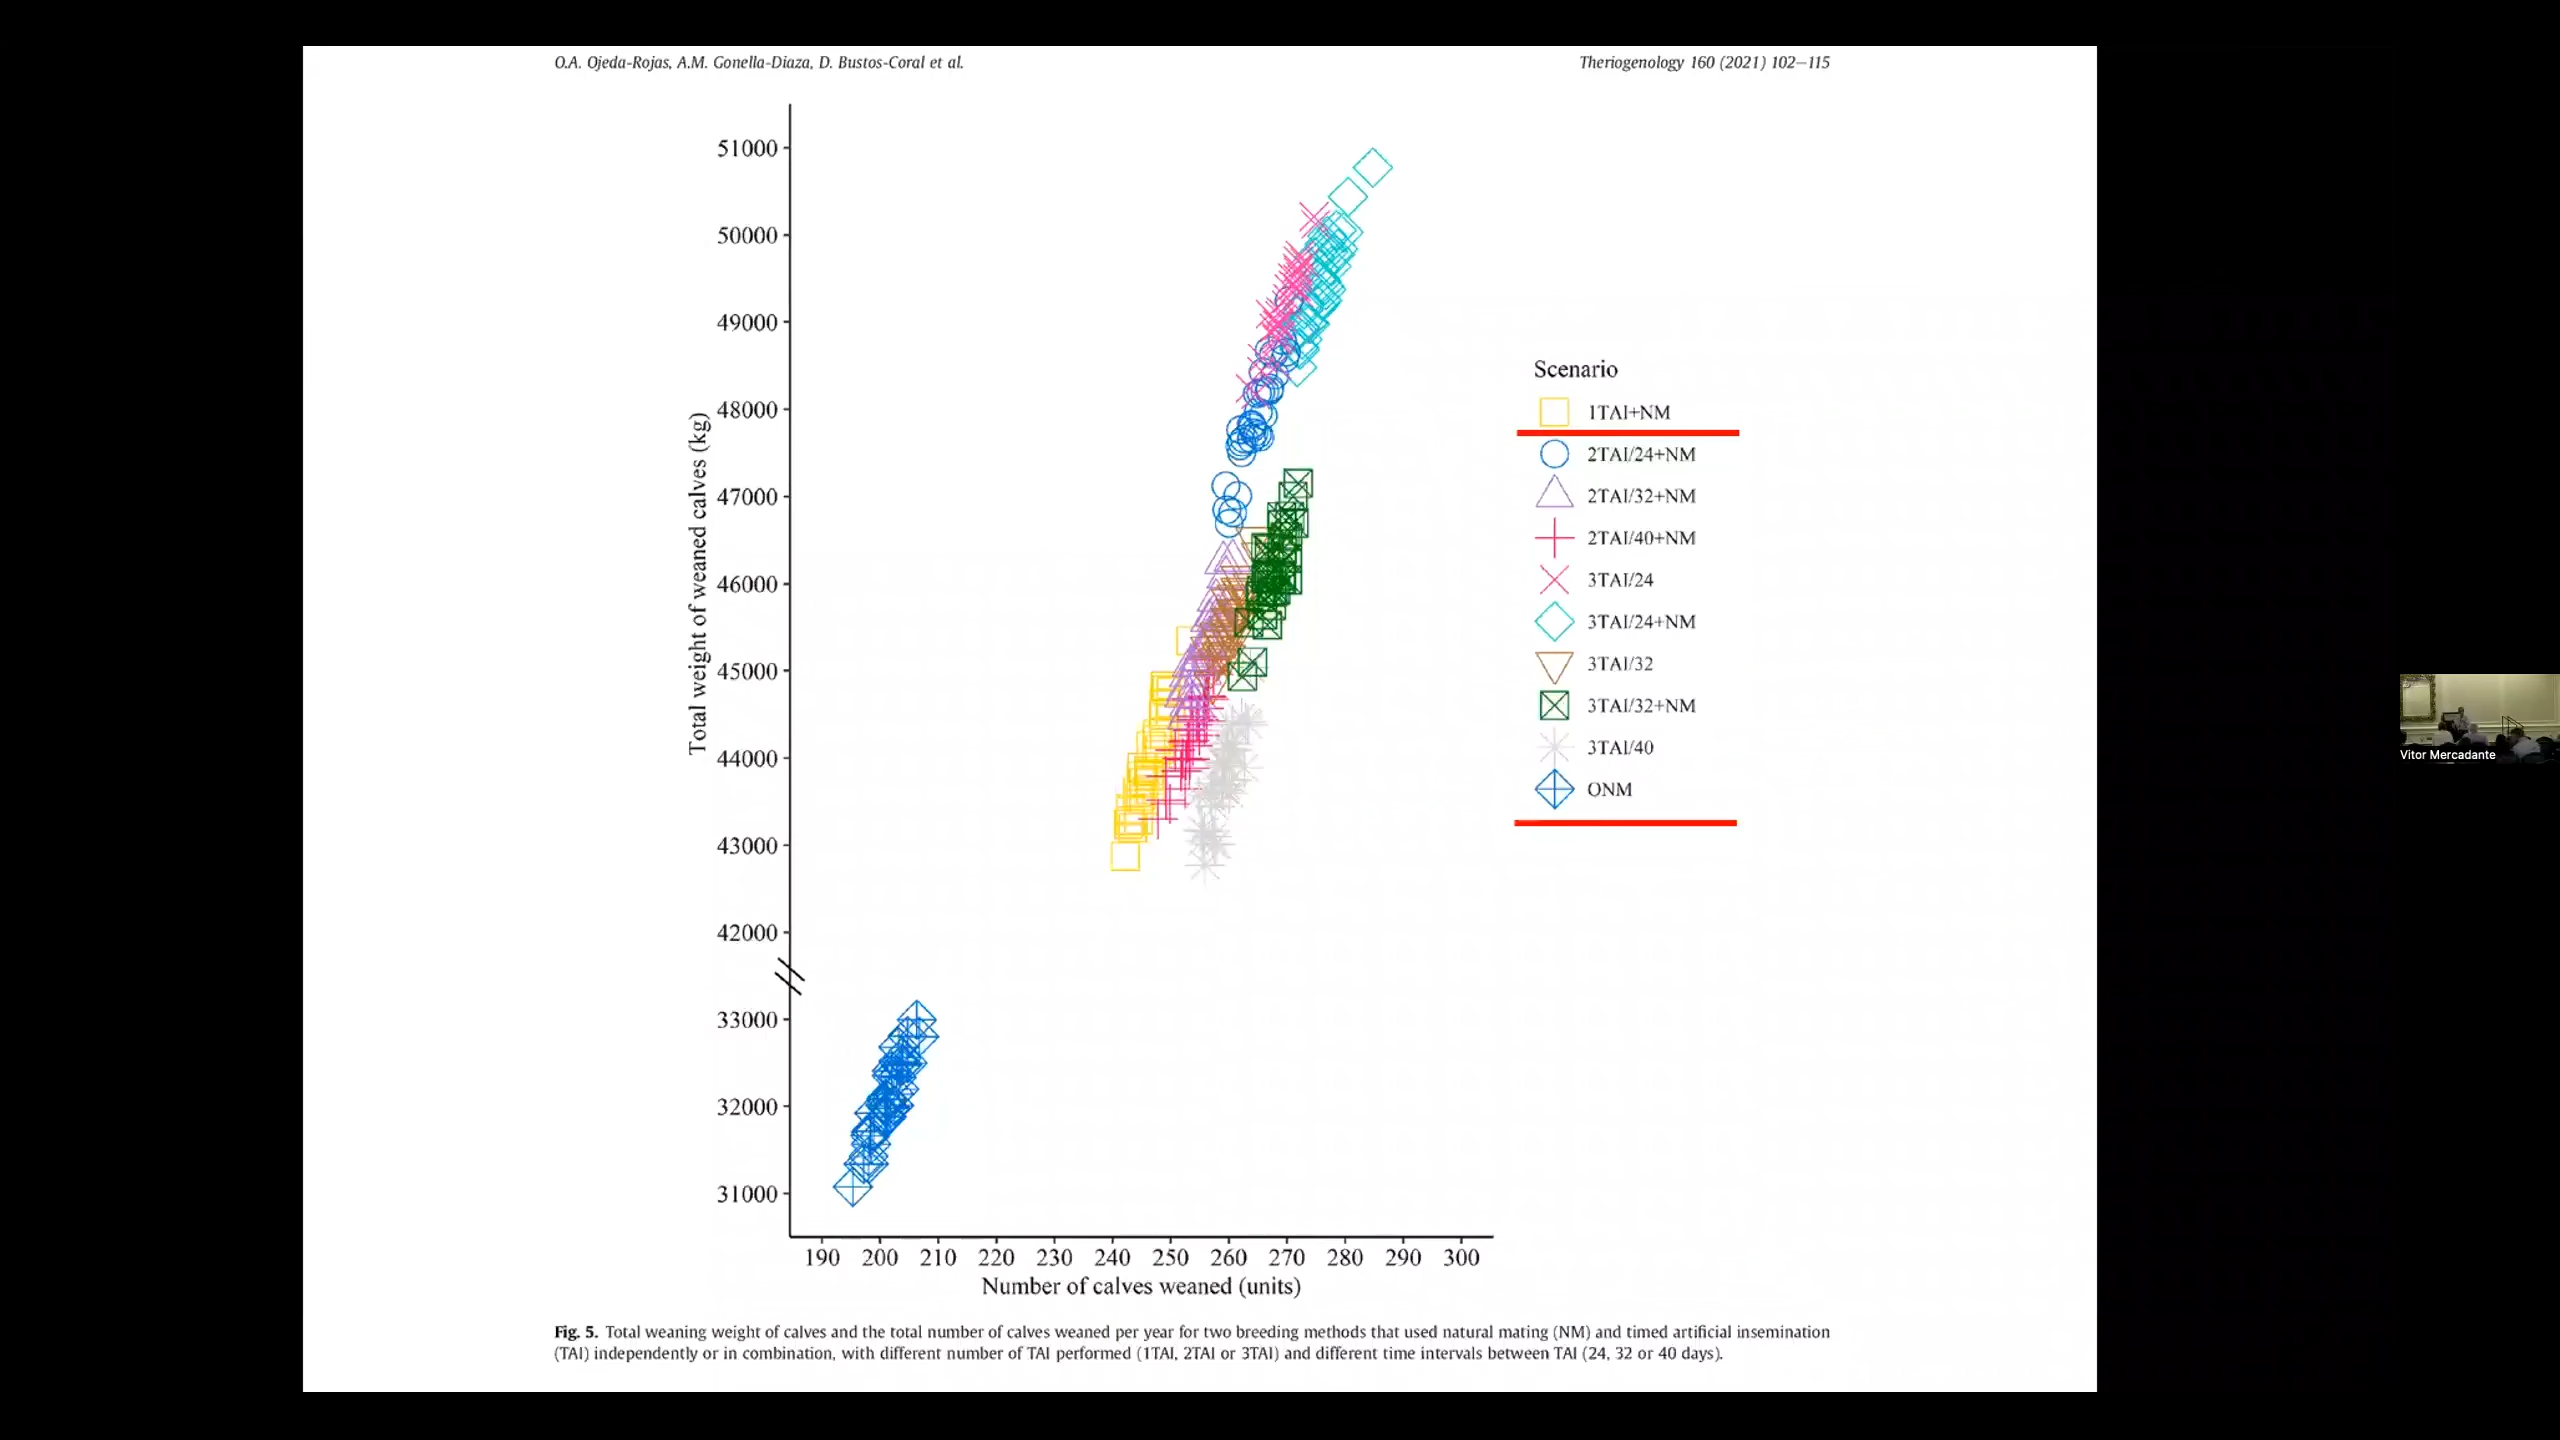 O.A. Ojeda-Rojas, A.M. Gonella-Diaza, D. Bustos-Coral et al.
Theriogenology 160 (2021) 102–115
51000
50000
49000
48000
47000
46000
45000
44000
43000
42000
33000
32000
31000
Total weight of weaned calves (kg)
190 200 210 220 230 240 250 260 270 280 290 300
Number of calves weaned (units)
Scenario
1TAI+NM
2TAI/24+NM
2TAI/32+NM
2TAI/40+NM
3TAI/24
3TAI/24+NM
3TAI/32
3TAI/32+NM
3TAI/40
ONM
Vitor Mercadante
Fig. 5. Total weaning weight of calves and the total number of calves weaned per year for two breeding methods that used natural mating (NM) and timed artificial insemination
(TAI) independently or in combination, with different number of TAI performed (1TAI, 2TAI or 3TAI) and different time intervals between TAI (24, 32 or 40 days).